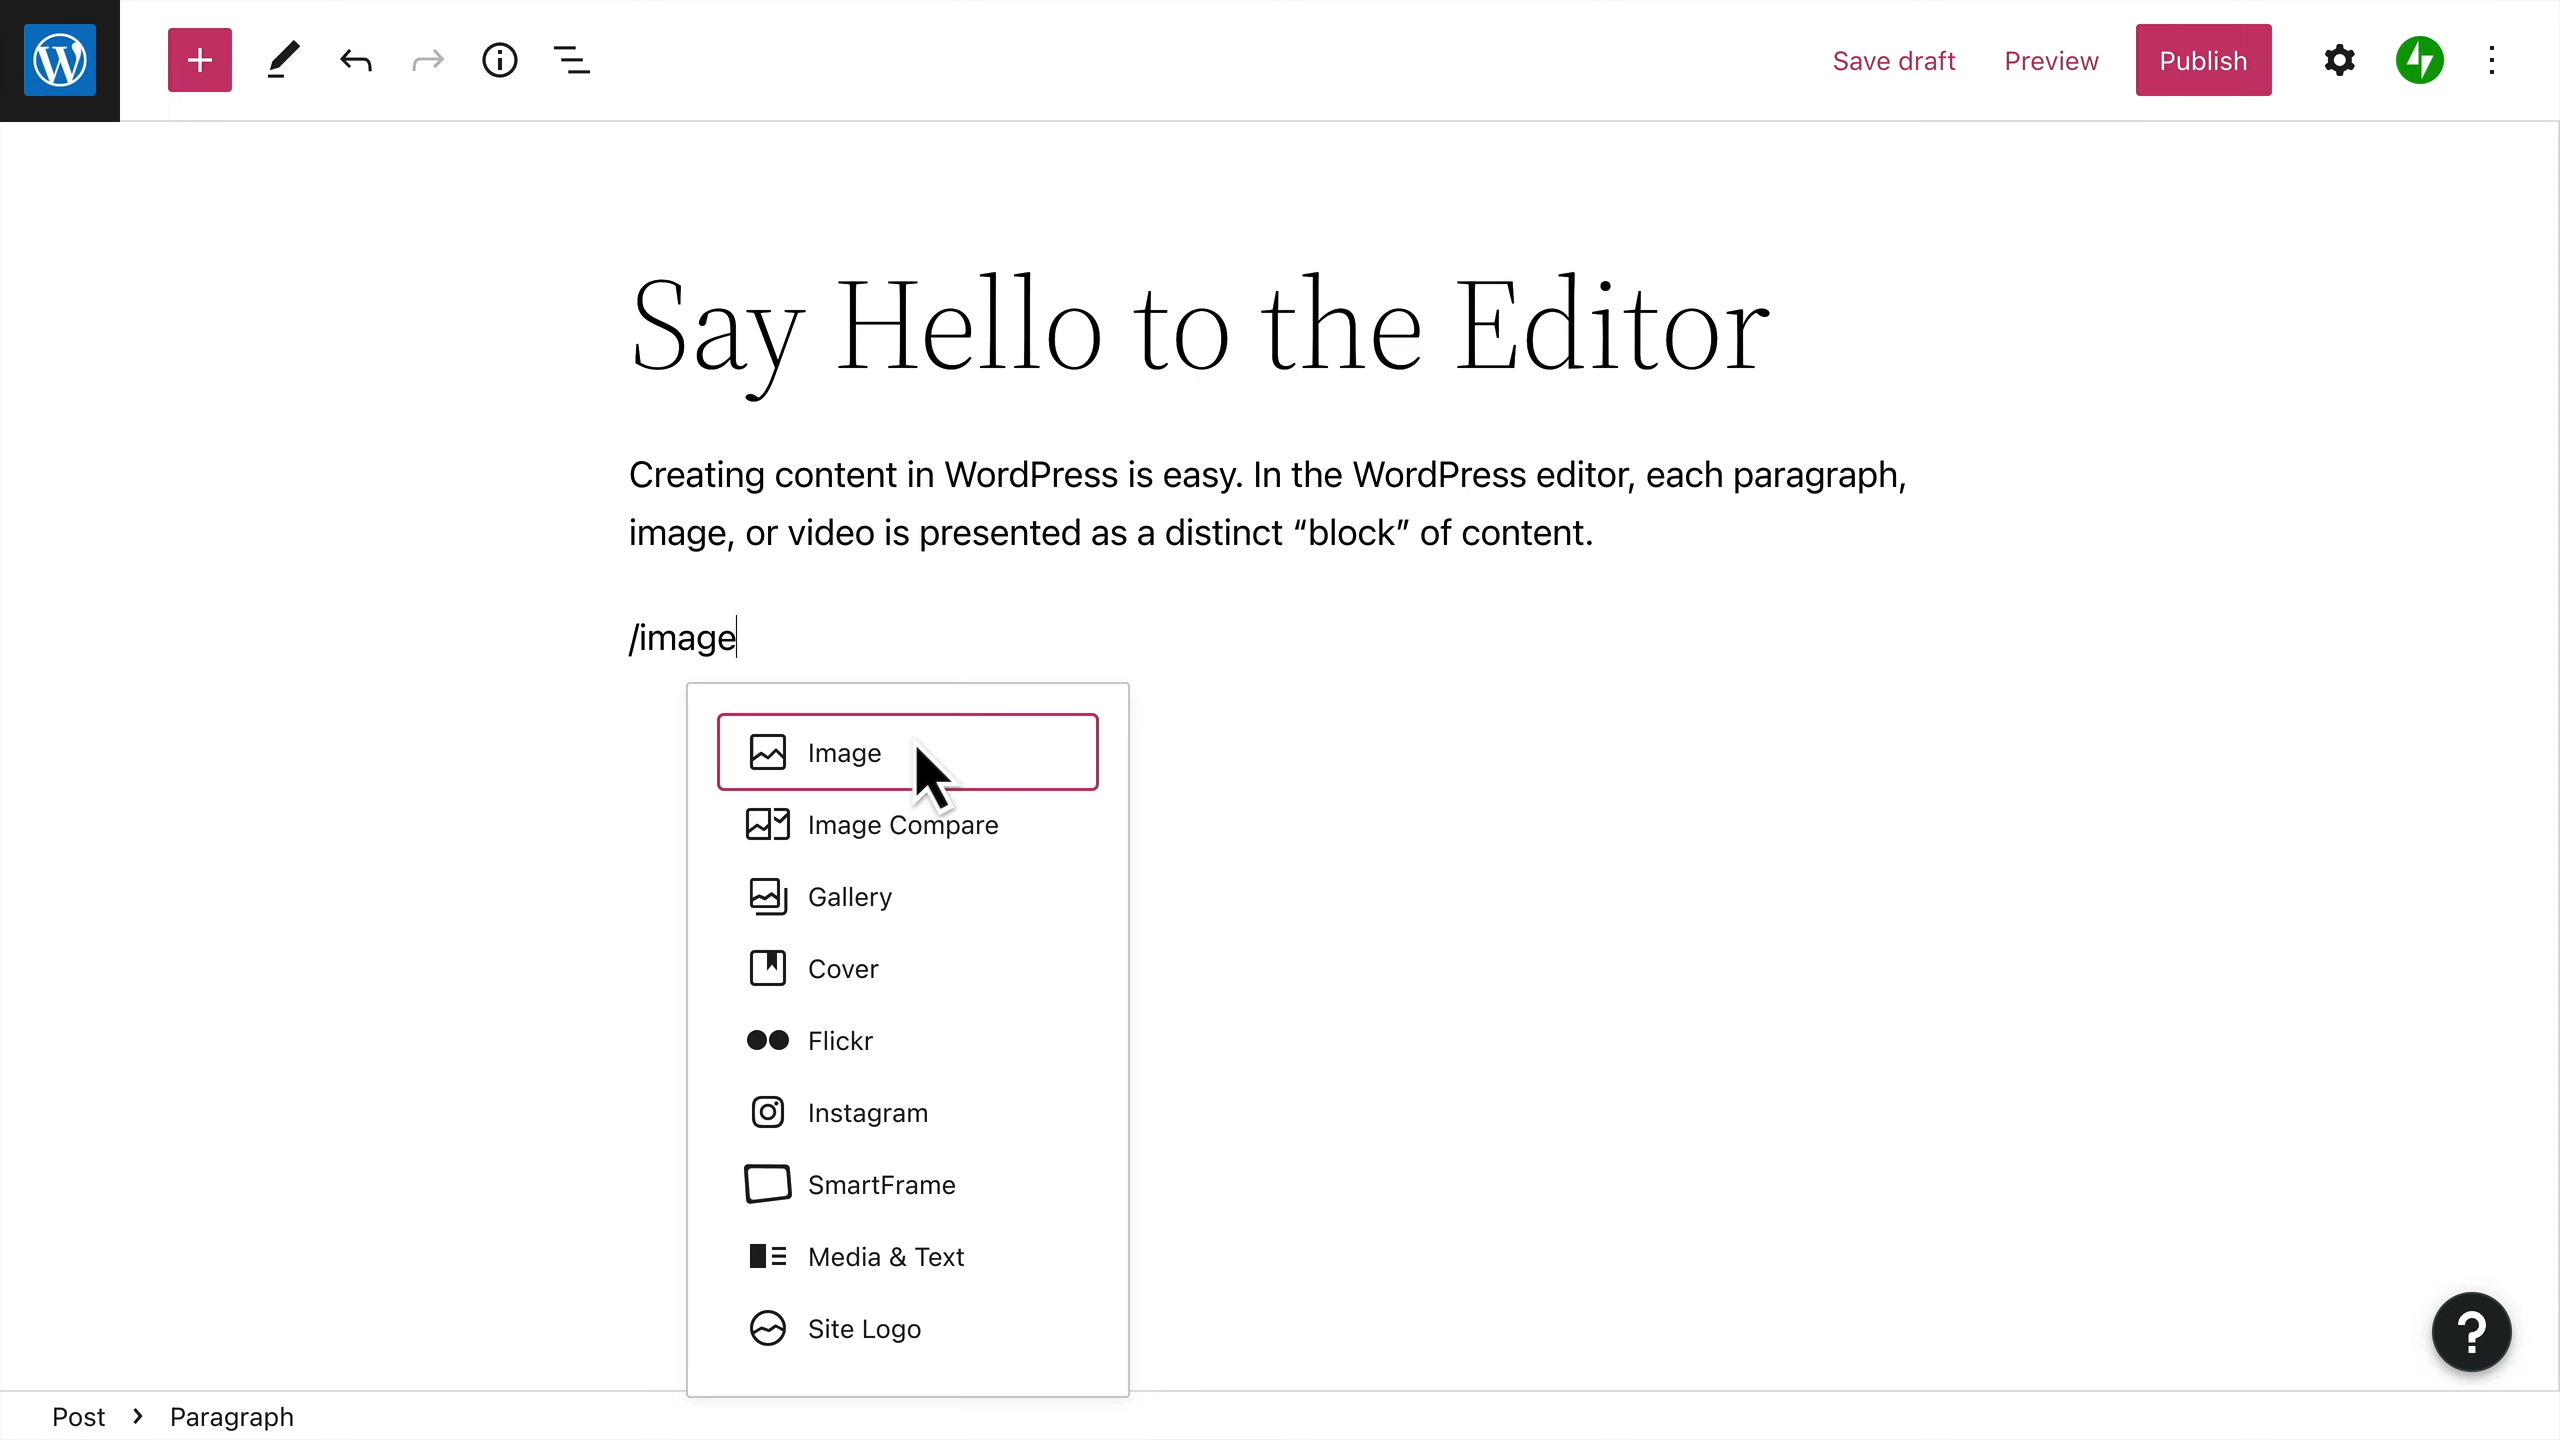 Save draft
Preview
Publish
Say Hello to the Editor
Creating content in WordPress is easy. In the WordPress editor, each paragraph,
image, or video is presented as a distinct “block” of content.
/image
Image
Image Compare
Gallery
Cover
Flickr
Instagram
SmartFrame
Media & Text
Site Logo
Post
Paragraph